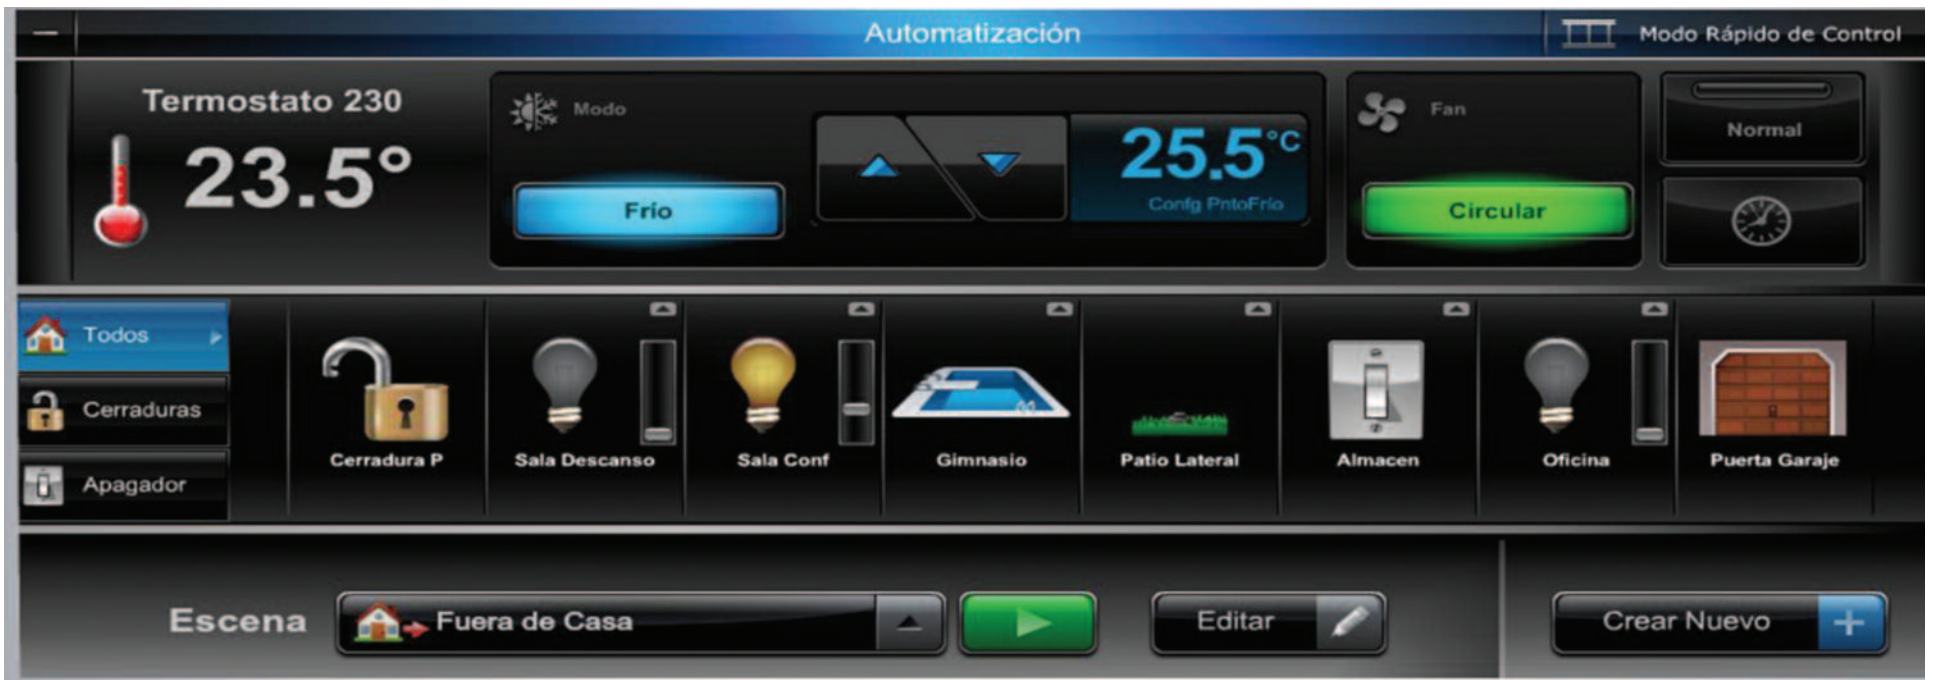 Automatización
Modo Rápido de Control
Termostato 230
23.5°
Modo
Frío
25.5°C
Confg PntoFrío
Fan
Circular
Normal
Todos
Cerraduras
Apagador
Cerradura P
Sala Descanso
Sala Conf
Gimnasio
Patio Lateral
Almacen
Oficina
Puerta Garaje
Escena
Fuera de Casa
Editar
Crear Nuevo